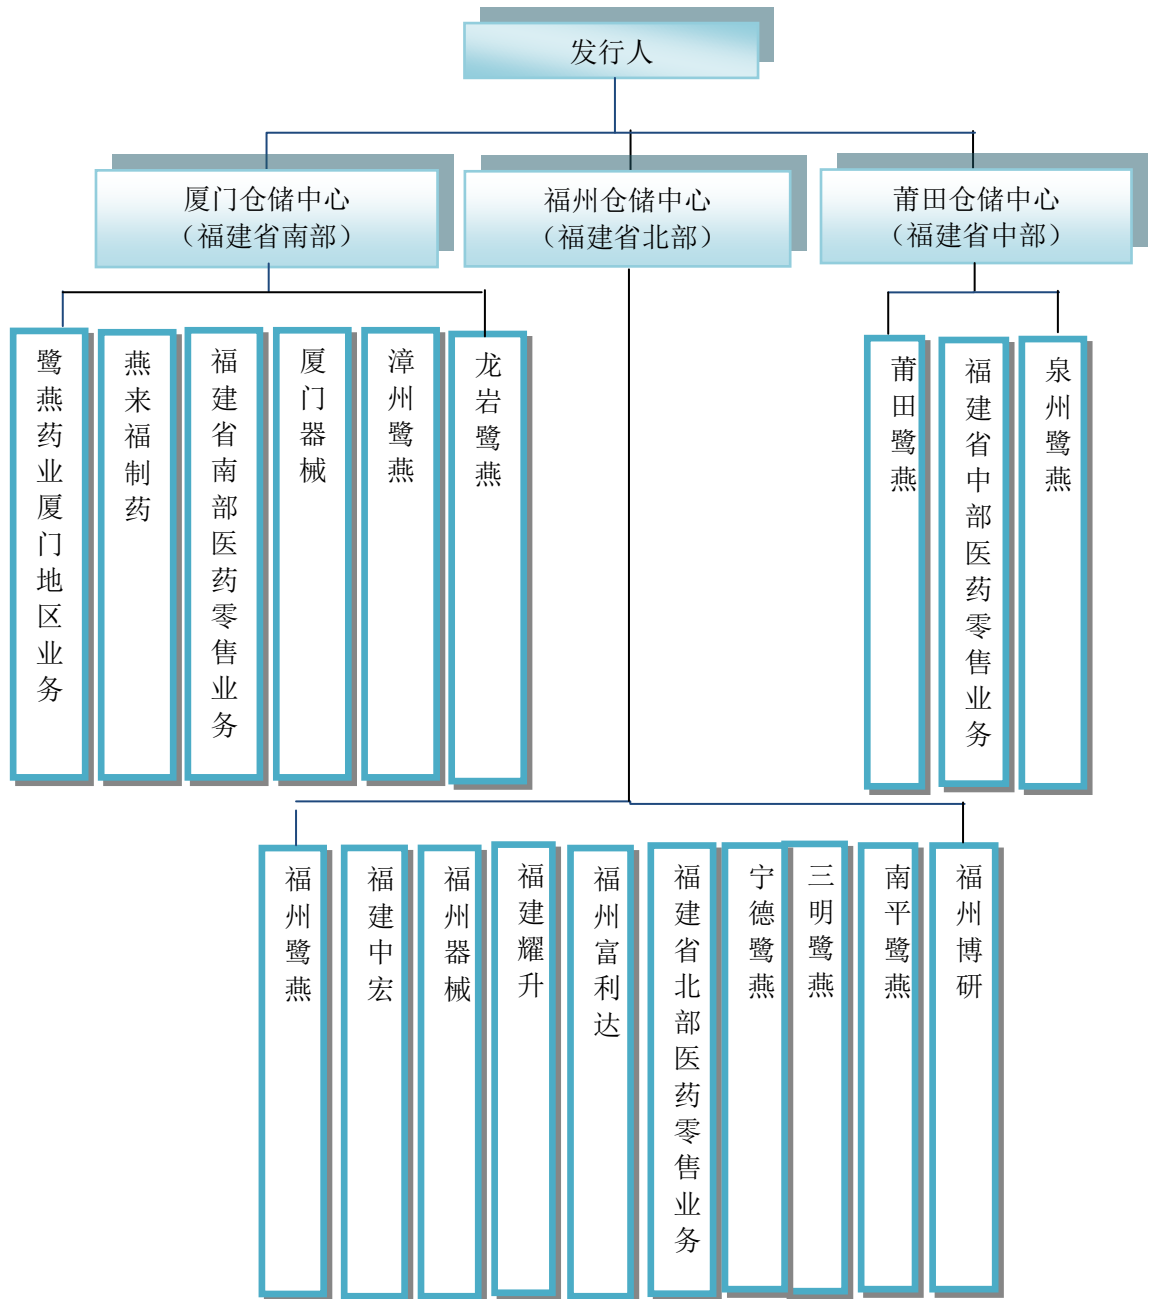 发行人
厦门仓储中心
（福建省南部）
福州仓储中心
（福建省北部）
莆田仓储中心
（福建省中部）
鹭燕药业厦门地区业务
燕来福制药
福建省南部医药零售业务
厦门器械
漳州鹭燕
龙岩鹭燕
莆田鹭燕
福建省中部医药零售业务
泉州鹭燕
福州鹭燕
福建中宏
福州器械
福建耀升
福州富利达
福建省北部医药零售业务
宁德鹭燕
三明鹭燕
南平鹭燕
福州博研